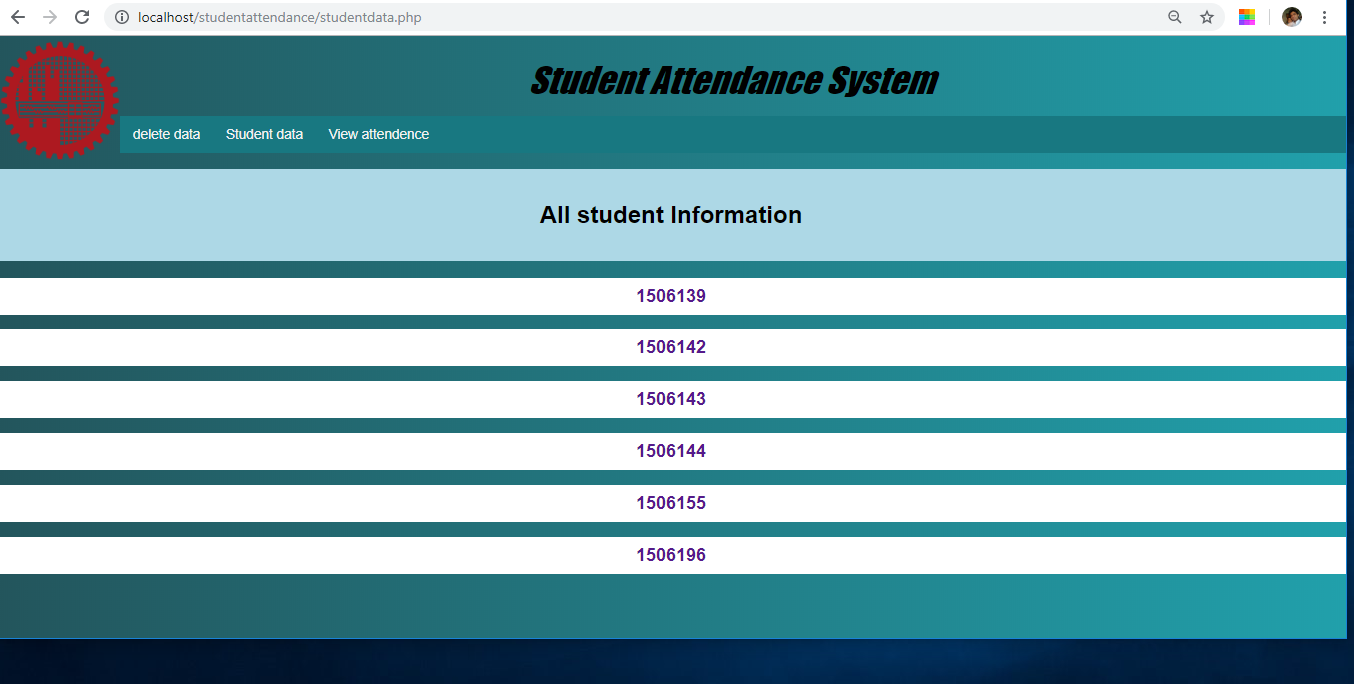 localhost/studentattendance/studentdata.php
Student Attendance System
delete data Student data View attendence
All student Information
1506139
1506142
1506143
1506144
1506155
1506196